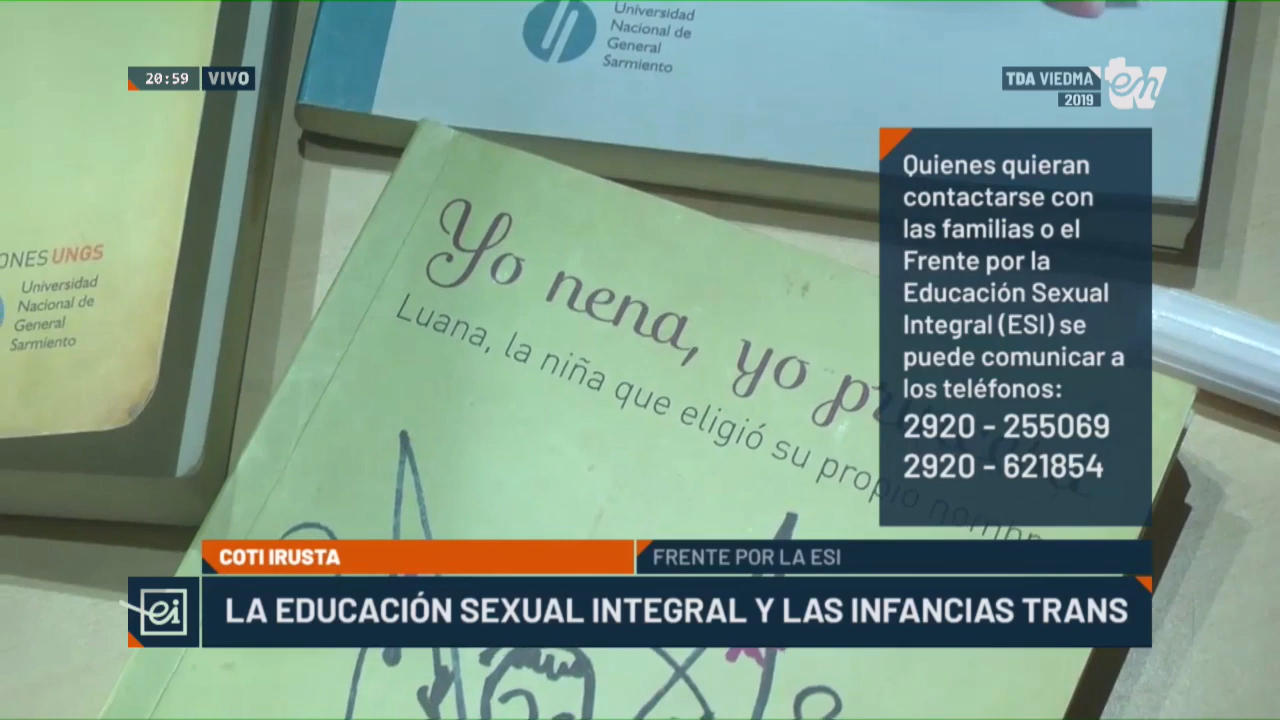 Universidad
Nacional de
General
Sarmiento
20:59 VIVO
TDA VIEDMA
2019
ONES UNGS
Universidad
Nacional de
General
Sarmiento
Yo nena, yo
Luana, la niña que eligió su propio nombre
Quienes quieran
contactarse con
las familias o el
Frente por la
Educación Sexual
Integral (ESI) se
puede comunicar a
los teléfonos:
2920 - 255069
2920 - 621854
COTI IRUSTA
FRENTE POR LA ESI
ei
LA EDUCACIÓN SEXUAL INTEGRAL Y LAS INFANCIAS TRANS